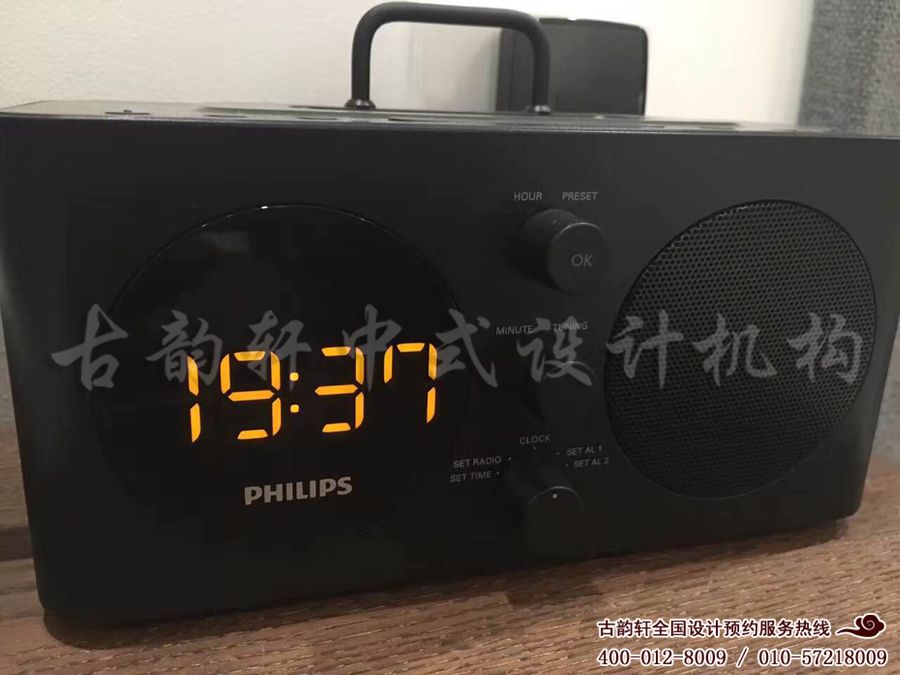 HOUR PRESET
OK
MINUTE TUNING
古韵轩中式设计机构
19:37
CLOCK
SET RADIO
SET AL 1
SET TIME
SET AL 2
PHILIPS
古韵轩全国设计预约服务热线
400-012-8009 / 010-57218009